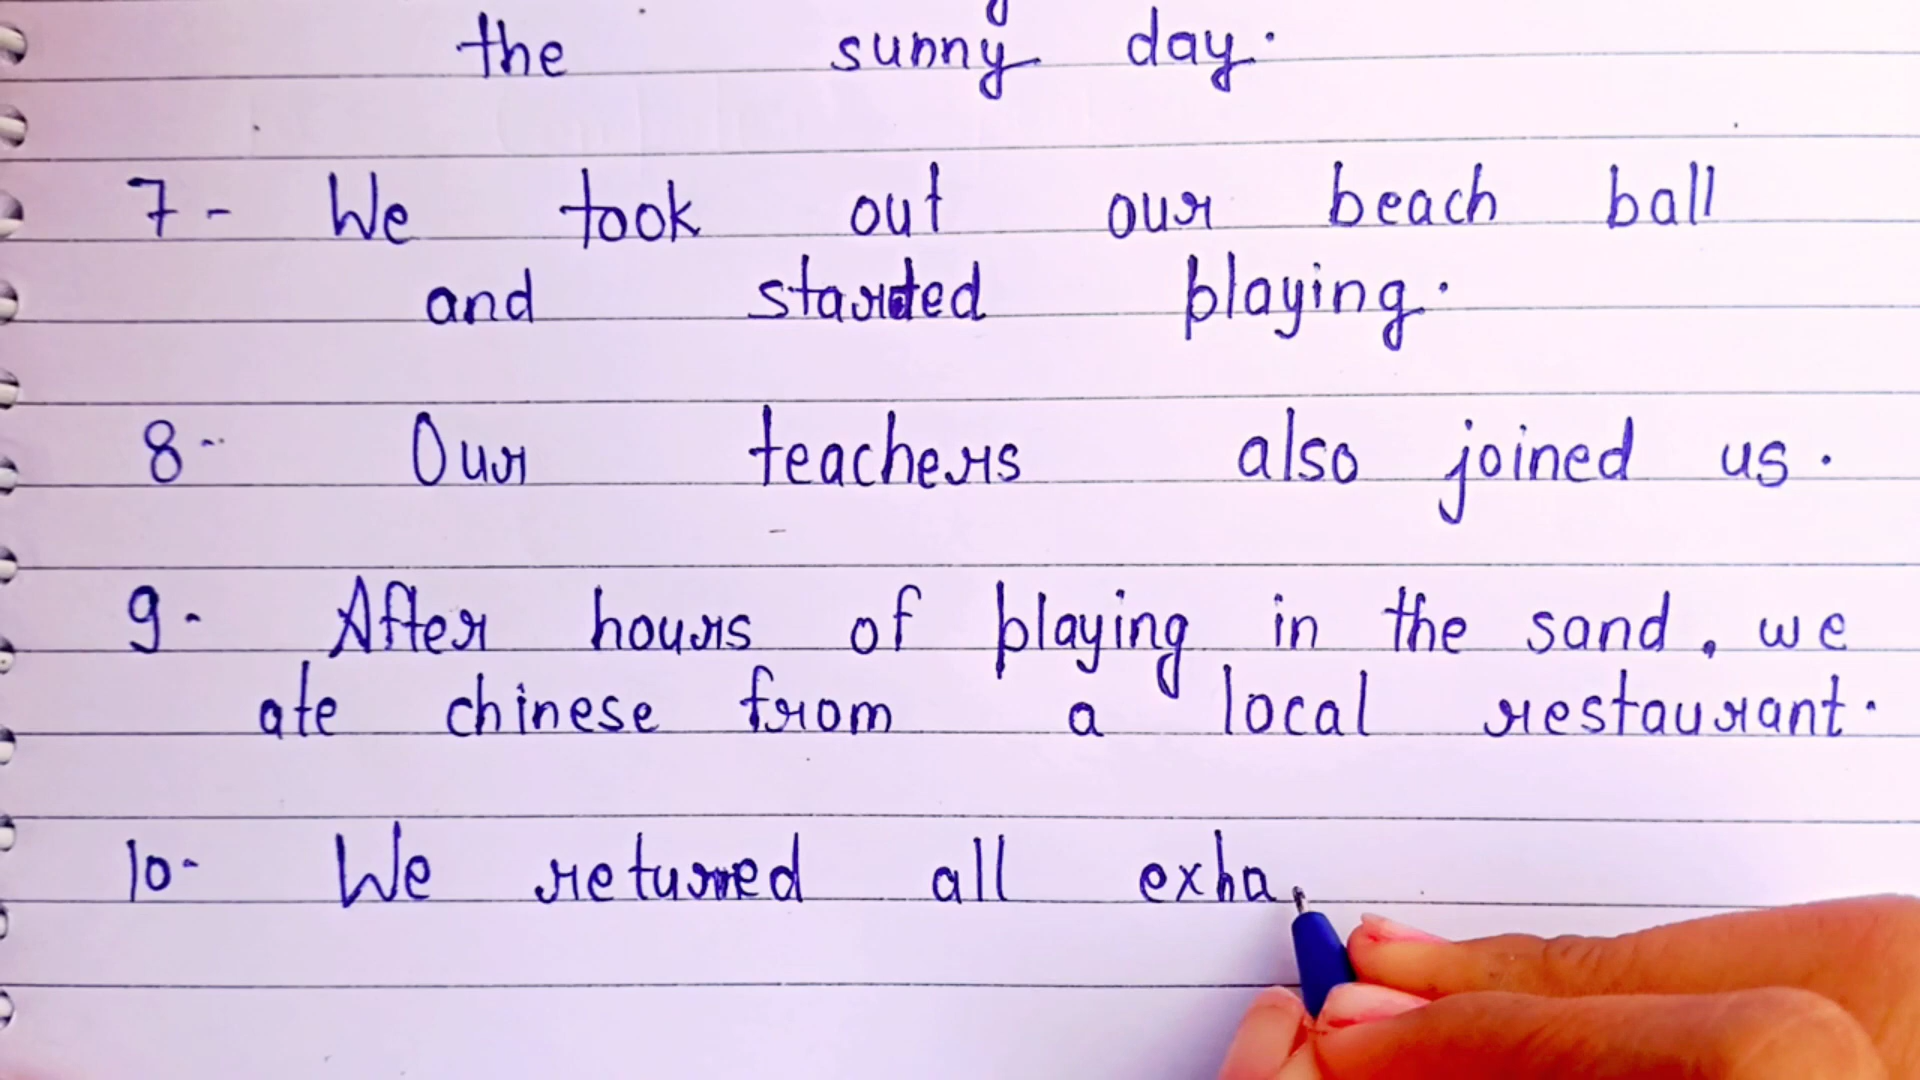 the sunny day.
7- We took out our beach ball
and started playing.
8- Our teachers also joined us.
9- After hours of playing in the sand, we
ate chinese from a local restaurant.
10- We returned all exha